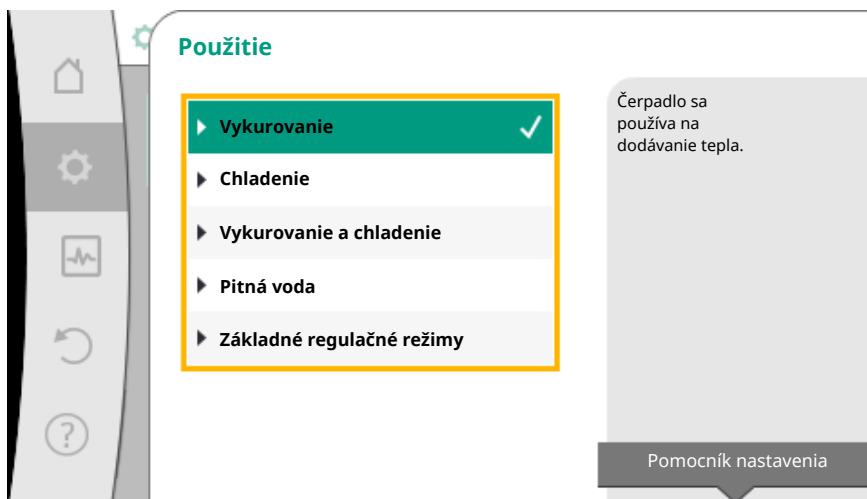 Použitie
Vykurovanie
Chladenie
Vykurovanie a chladenie
Pitná voda
Základné regulačné režimy
Čerpadlo sa
používa na
dodávanie tepla.
Pomocník nastavenia
?